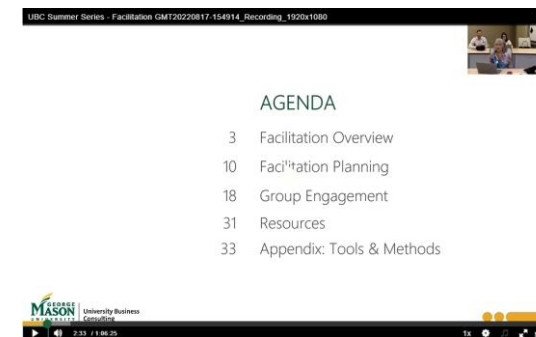 UBC Summer Series - Facilitation GMT20220817-154914_Recording_1920x1080
AGENDA
3 Facilitation Overview
10 Facilitation Planning
18 Group Engagement
31 Resources
33 Appendix: Tools & Methods
GEORGE
MASON
UNIVERSITY
University Business
Consulting
2:33 / 1:06:25
1x